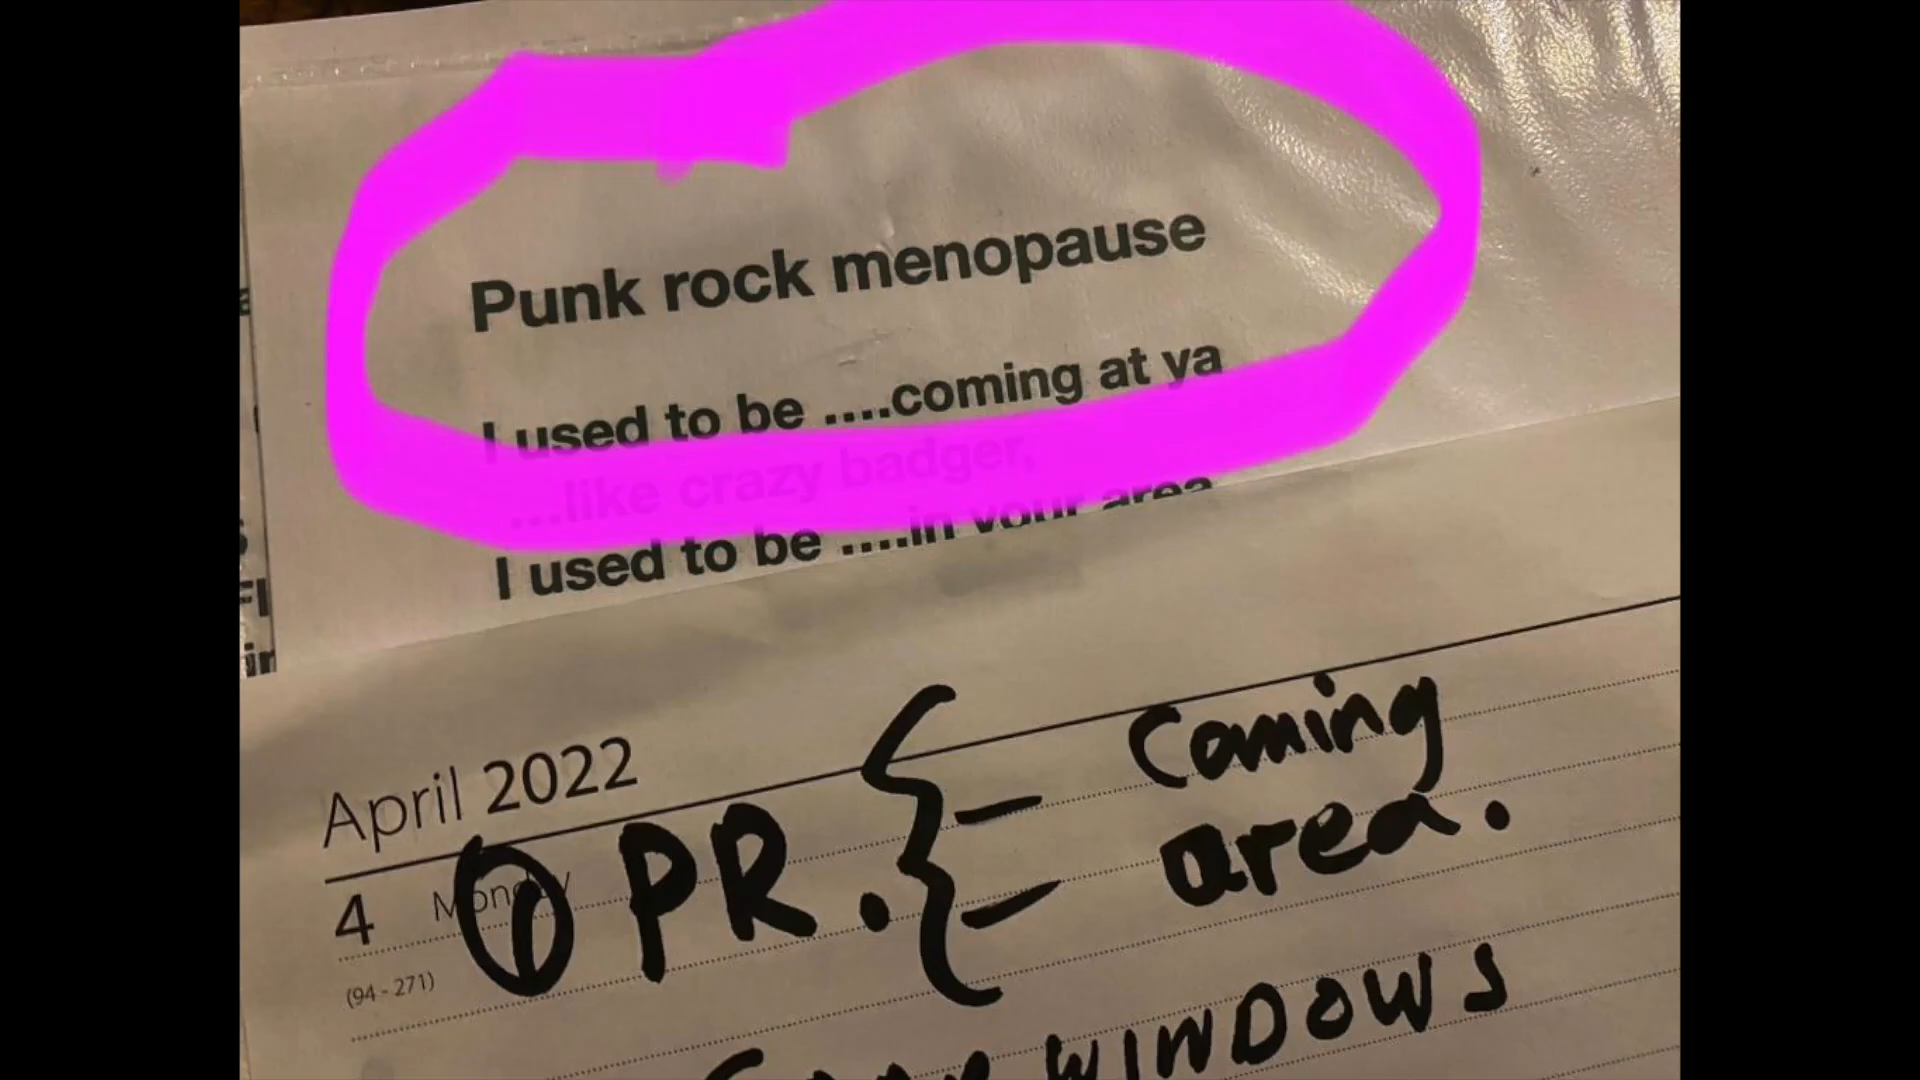 Punk rock menopause
I used to be ....coming at ya
...like crazy badger,
I used to be ....in your area
April 2022
4 Monday
(94 - 271)
1 PR. { - Coming
- area.
WINDOWS